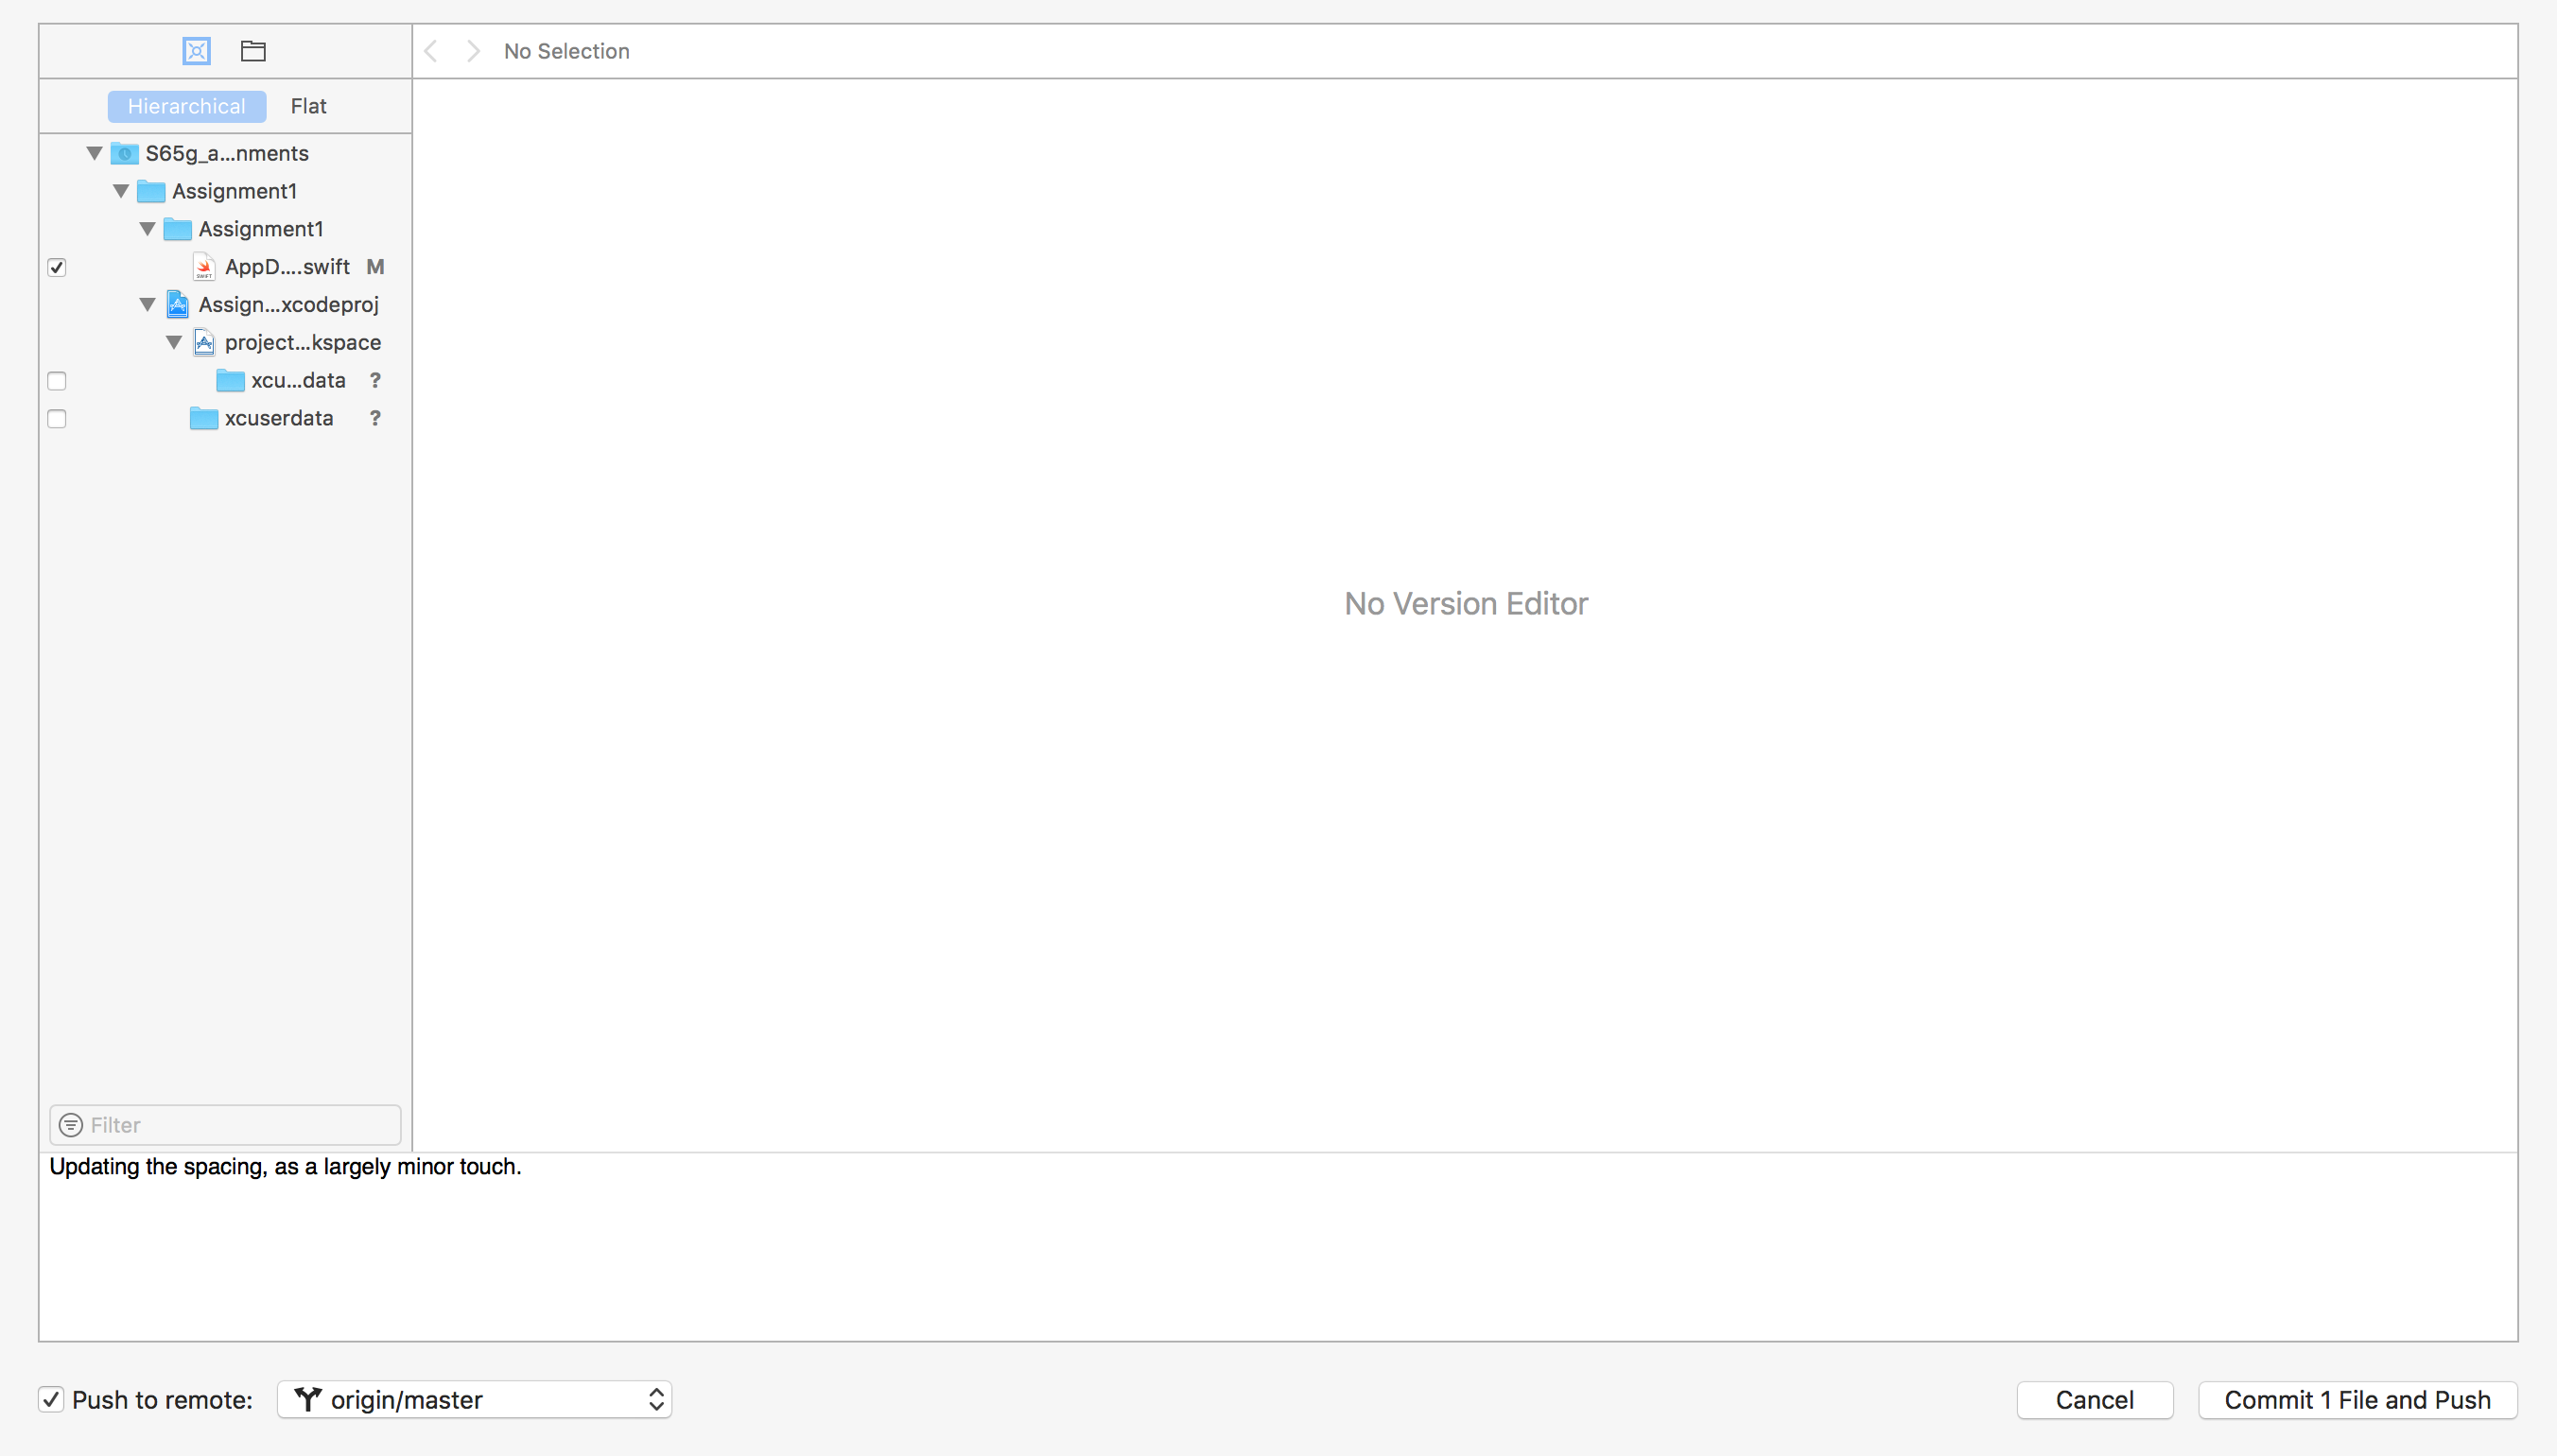 No Selection
Hierarchical Flat
S65g_a...nments
Assignment1
Assignment1
AppD....swift M
Assign...xcodeproj
project...kspace
xcu...data ?
xcuserdata ?
No Version Editor
Filter
Updating the spacing, as a largely minor touch.
Push to remote: origin/master Cancel Commit 1 File and Push